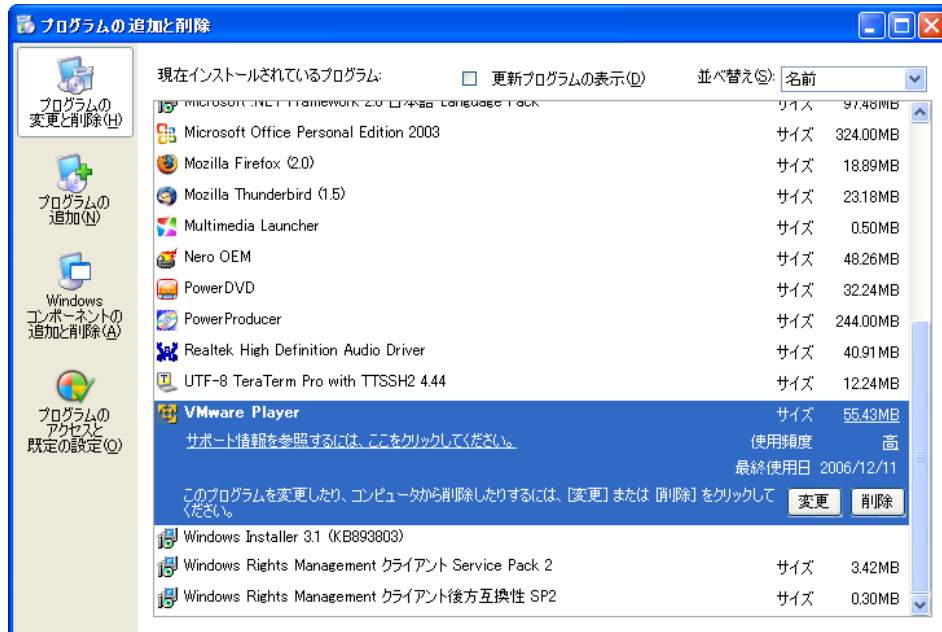 プログラムの追加と削除
プログラムの
変更と削除(H)
プログラムの
追加(N)
Windows
コンポーネントの
追加と削除(A)
プログラムの
アクセスと
既定の設定(O)
現在インストールされているプログラム:
更新プログラムの表示(D)
並べ替え(S): 名前
Microsoft .NET Framework 2.0 日本語 Language Pack サイズ 97.48MB
Microsoft Office Personal Edition 2003 サイズ 324.00MB
Mozilla Firefox (2.0) サイズ 18.89MB
Mozilla Thunderbird (1.5) サイズ 23.18MB
Multimedia Launcher サイズ 0.50MB
Nero OEM サイズ 48.26MB
PowerDVD サイズ 32.24MB
PowerProducer サイズ 244.00MB
Realtek High Definition Audio Driver サイズ 40.91MB
UTF-8 TeraTerm Pro with TTSSH2 4.44 サイズ 12.24MB
VMware Player サイズ 55.43MB
サポート情報を参照するには、ここをクリックしてください。 使用頻度 高
最終使用日 2006/12/11
このプログラムを変更したり、コンピュータから削除したりするには、[変更] または [削除] をクリックして
ください。
変更 削除
Windows Installer 3.1 (KB893803)
Windows Rights Management クライアント Service Pack 2 サイズ 3.42MB
Windows Rights Management クライアント後方互換性 SP2 サイズ 0.30MB